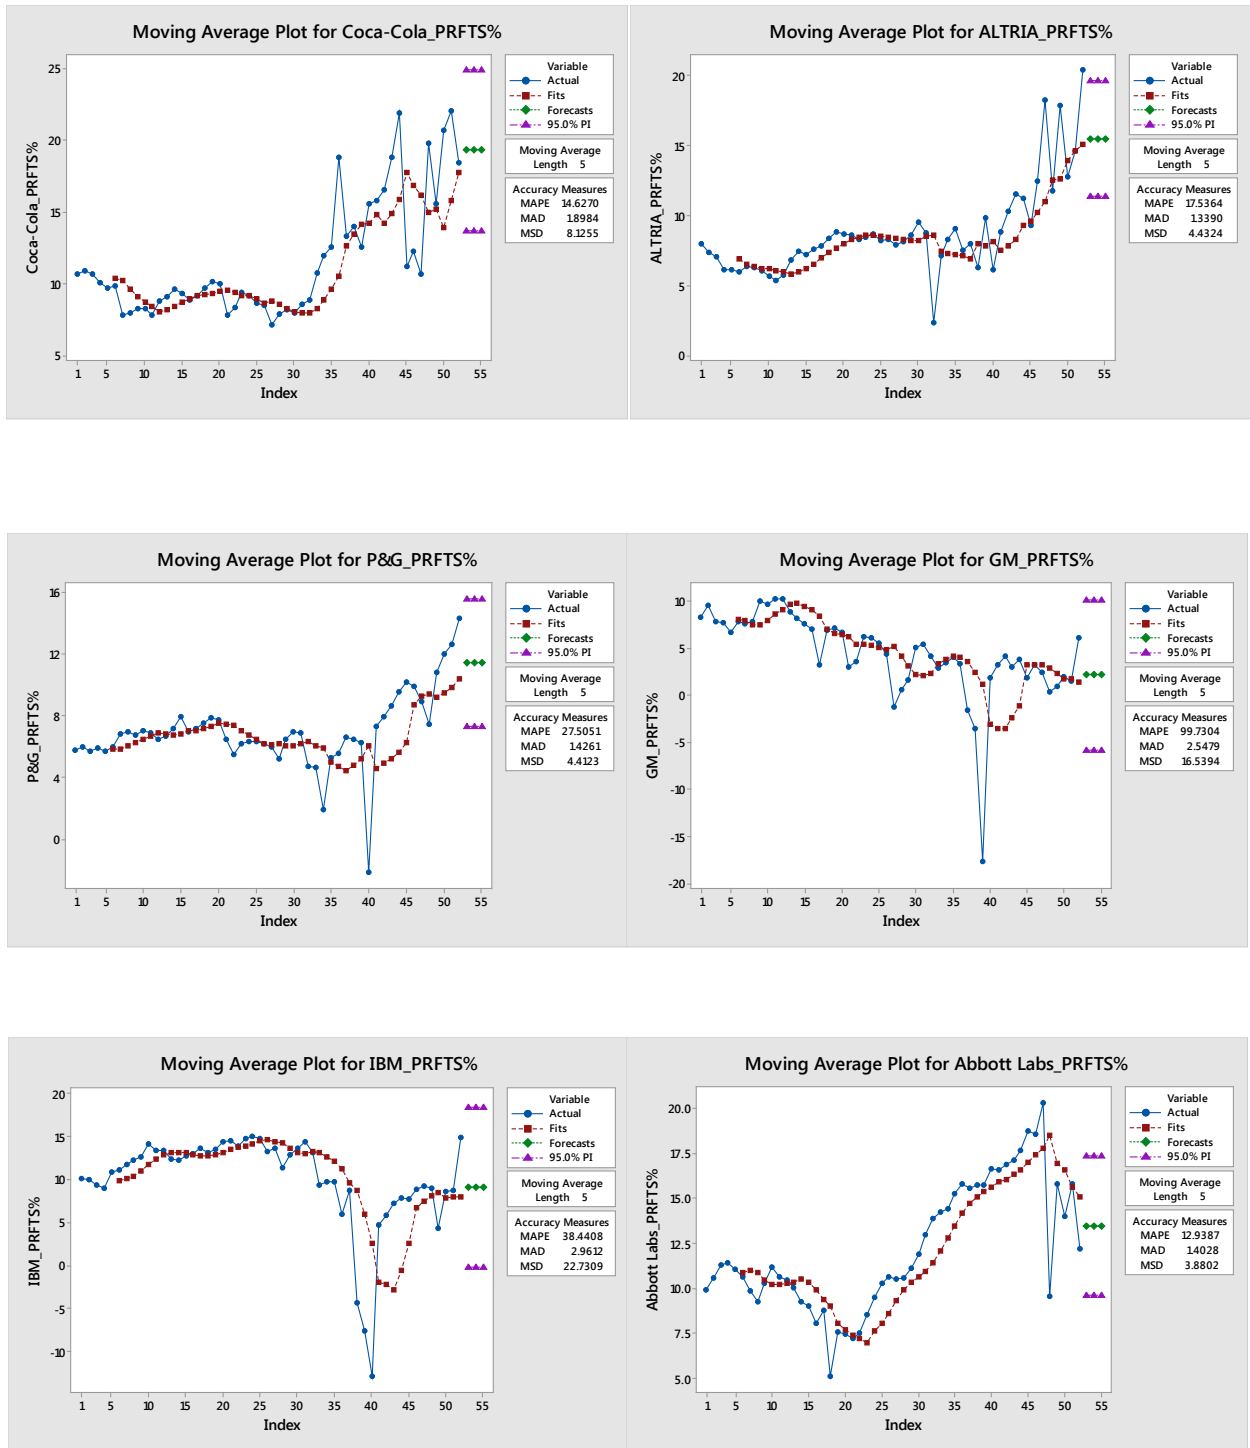 Moving Average Plot for Coca-Cola_PRFTS%
Coca-Cola_PRFTS%
25
20
15
10
5
1 5 10 15 20 25 30 35 40 45 50 55
Index
Variable
Actual
Fits
Forecasts
95.0% PI
Moving Average
Length 5
Accuracy Measures
MAPE 14.6270
MAD 1.8984
MSD 8.1255
Moving Average Plot for ALTRIA_PRFTS%
ALTRIA_PRFTS%
20
15
10
5
0
1 5 10 15 20 25 30 35 40 45 50 55
Index
Variable
Actual
Fits
Forecasts
95.0% PI
Moving Average
Length 5
Accuracy Measures
MAPE 17.5364
MAD 1.3390
MSD 4.4324
Moving Average Plot for P&G_PRFTS%
P&G_PRFTS%
16
12
8
4
0
1 5 10 15 20 25 30 35 40 45 50 55
Index
Variable
Actual
Fits
Forecasts
95.0% PI
Moving Average
Length 5
Accuracy Measures
MAPE 27.5051
MAD 1.4261
MSD 4.4123
Moving Average Plot for GM_PRFTS%
GM_PRFTS%
10
5
0
-5
-10
-15
-20
1 5 10 15 20 25 30 35 40 45 50 55
Index
Variable
Actual
Fits
Forecasts
95.0% PI
Moving Average
Length 5
Accuracy Measures
MAPE 99.7304
MAD 2.5479
MSD 16.5394
Moving Average Plot for IBM_PRFTS%
IBM_PRFTS%
20
15
10
5
0
-5
-10
1 5 10 15 20 25 30 35 40 45 50 55
Index
Variable
Actual
Fits
Forecasts
95.0% PI
Moving Average
Length 5
Accuracy Measures
MAPE 38.4408
MAD 2.9612
MSD 22.7309
Moving Average Plot for Abbott Labs_PRFTS%
Abbott Labs_PRFTS%
20.0
17.5
15.0
12.5
10.0
7.5
5.0
1 5 10 15 20 25 30 35 40 45 50 55
Index
Variable
Actual
Fits
Forecasts
95.0% PI
Moving Average
Length 5
Accuracy Measures
MAPE 12.9387
MAD 1.4028
MSD 3.8802